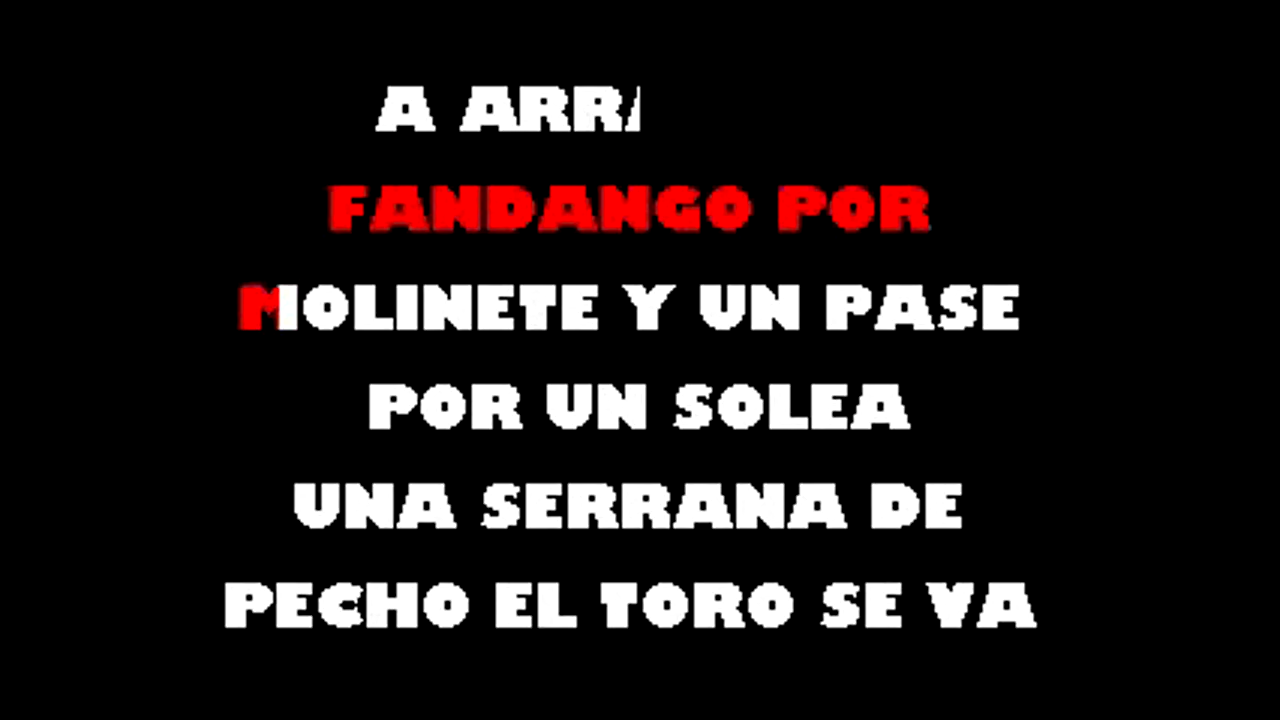 A ARR
FANDANGO POR
MOLINETE Y UN PASE
POR UN SOLEA
UNA SERRANA DE
PECHO EL TORO SE VA